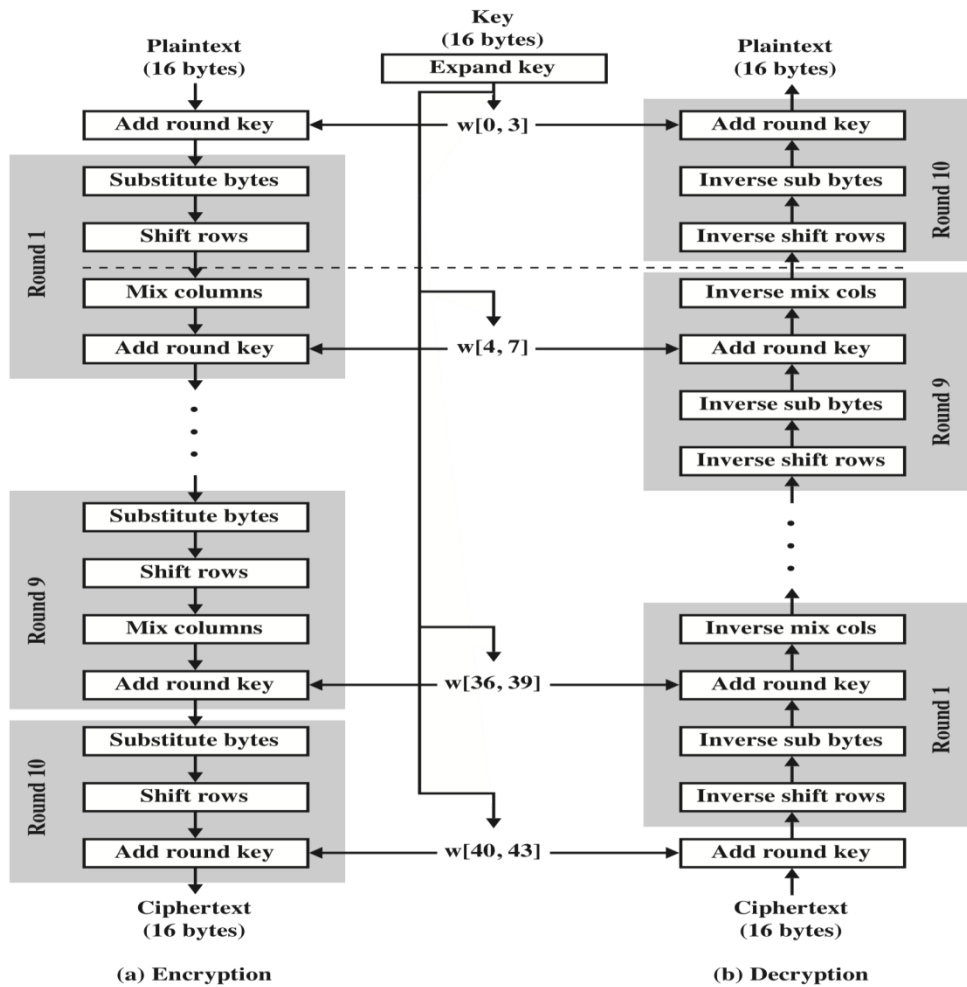 Key
(16 bytes)
Expand key
Plaintext
(16 bytes)
Add round key
Round 1
Substitute bytes
Shift rows
Mix columns
Add round key
Round 9
Substitute bytes
Shift rows
Mix columns
Add round key
Round 10
Substitute bytes
Shift rows
Add round key
Ciphertext
(16 bytes)
(a) Encryption
w[0, 3]
w[4, 7]
w[36, 39]
w[40, 43]
Plaintext
(16 bytes)
Add round key
Inverse sub bytes
Inverse shift rows
Round 10
Inverse mix cols
Add round key
Inverse sub bytes
Inverse shift rows
Round 9
Inverse mix cols
Add round key
Inverse sub bytes
Inverse shift rows
Round 1
Add round key
Ciphertext
(16 bytes)
(b) Decryption